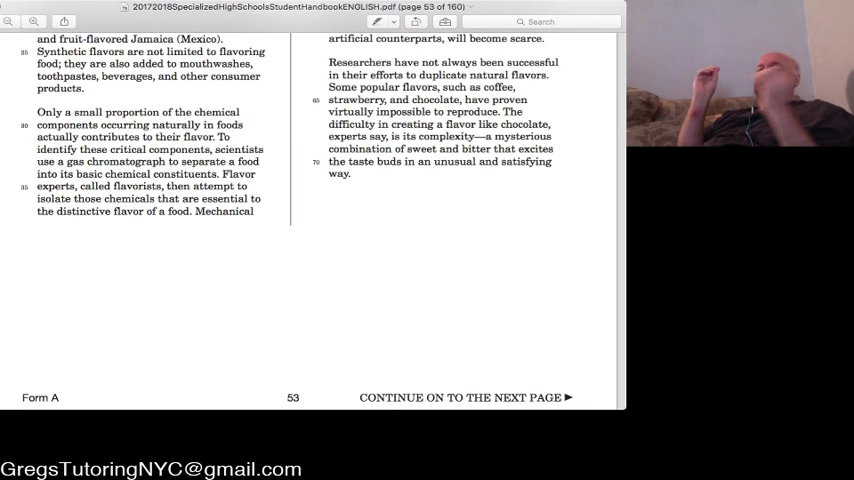 20172018SpecializedHighSchoolsStudentHandbookENGLISH.pdf (page 53 of 160)
Search
and fruit-flavored Jamaica (Mexico).
25 Synthetic flavors are not limited to flavoring
food; they are also added to mouthwashes,
toothpastes, beverages, and other consumer
products.
Only a small proportion of the chemical
30 components occurring naturally in foods
actually contributes to their flavor. To
identify these critical components, scientists
use a gas chromatograph to separate a food
into its basic chemical constituents. Flavor
35 experts, called flavorists, then attempt to
isolate those chemicals that are essential to
the distinctive flavor of a food. Mechanical
artificial counterparts, will become scarce.
Researchers have not always been successful
in their efforts to duplicate natural flavors.
Some popular flavors, such as coffee,
65 strawberry, and chocolate, have proven
virtually impossible to reproduce. The
difficulty in creating a flavor like chocolate,
experts say, is its complexity—a mysterious
combination of sweet and bitter that excites
70 the taste buds in an unusual and satisfying
way.
Form A
53
CONTINUE ON TO THE NEXT PAGE ►
GregsTutoringNYC@gmail.com